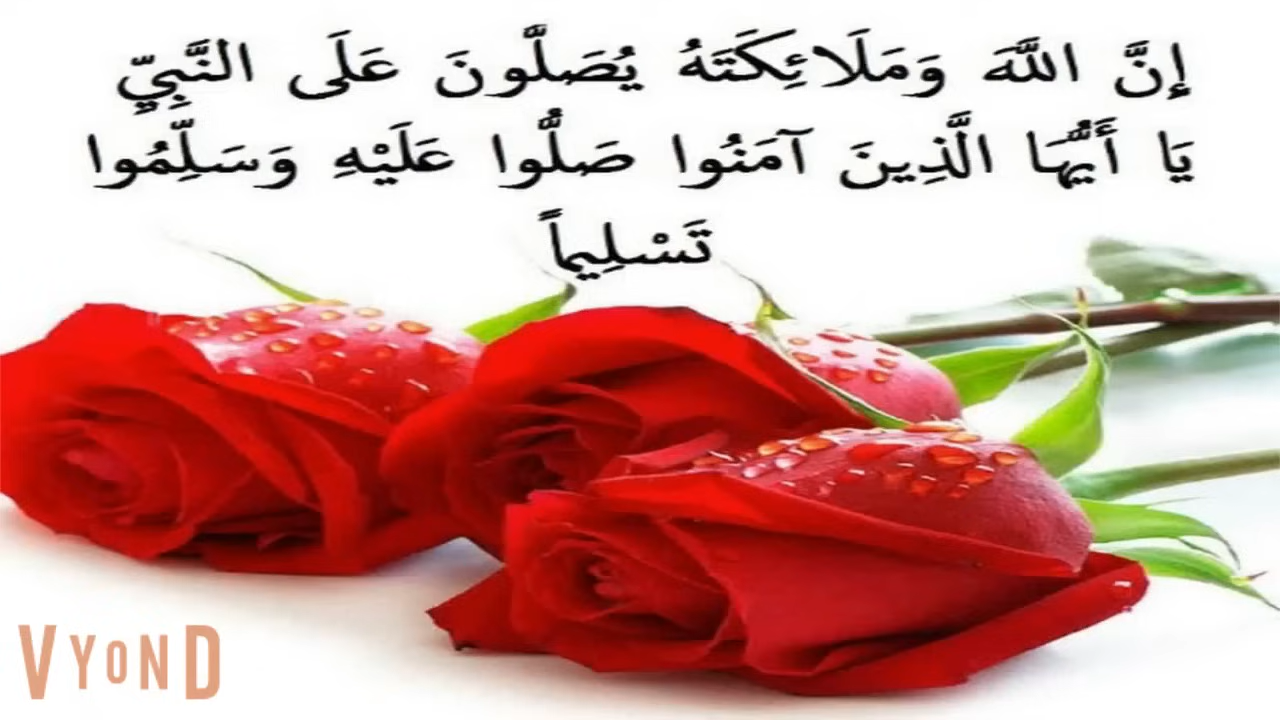 إِنَّ اللَّهَ وَمَلَائِكَتَهُ يُصَلُّونَ عَلَى النَّبِيِّ
يَا أَيُّهَا الَّذِينَ آمَنُوا صَلُّوا عَلَيْهِ وَسَلِّمُوا
تَسْلِيماً
VYOND